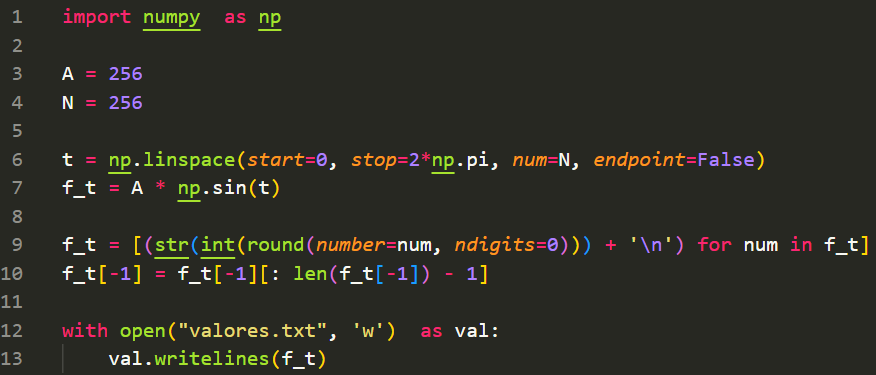 1 import numpy  as np
2
3 A = 256
4 N = 256
5
6 t = np.linspace(start=0, stop=2*np.pi, num=N, endpoint=False)
7 f_t = A * np.sin(t)
8
9 f_t = [(str(int(round(number=num, ndigits=0))) + '\n') for num in f_t]
10 f_t[-1] = f_t[-1][: len(f_t[-1]) - 1]
11
12 with open("valores.txt", 'w')  as val:
13     val.writelines(f_t)